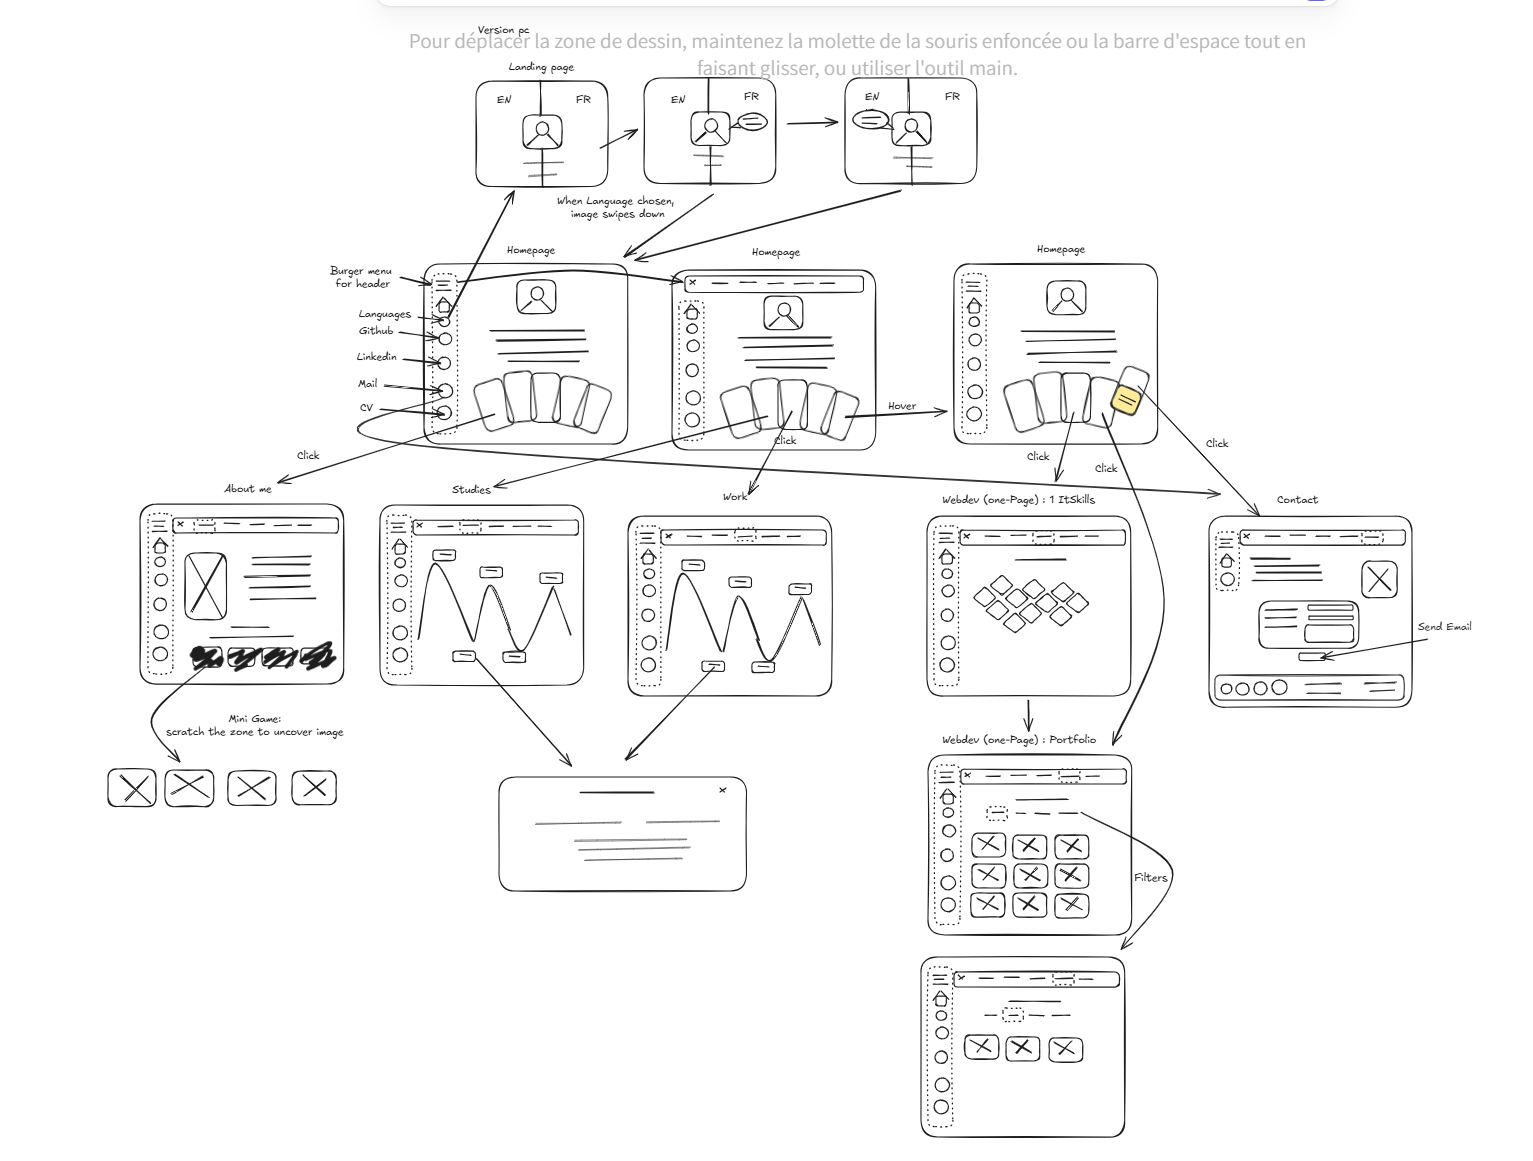 Version pc
Pour déplacer la zone de dessin, maintenez la molette de la souris enfoncée ou la barre d'espace tout en
faisant glisser, ou utiliser l'outil main.
Landing page
EN
FR
EN
FR
EN
FR
When Language chosen,
image swipes down
Homepage
Homepage
Homepage
Burger menu
for header
Languages
Github
Linkedin
Mail
CV
Hover
Click
Click
Click
Click
Click
About me
Studies
Work
Webdev (one-Page) : 1 ItSkills
Contact
Send Email
Mini Game:
scratch the zone to uncover image
Webdev (one-Page) : Portfolio
Filters